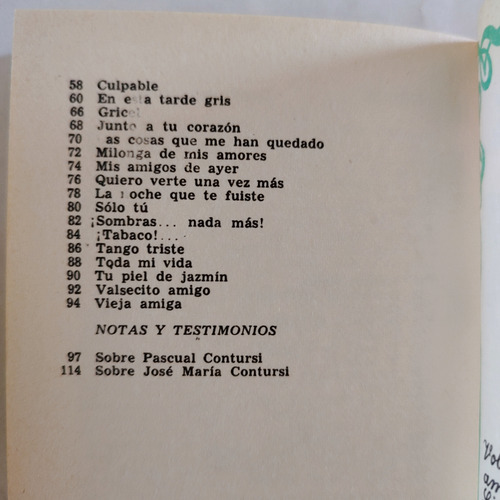 58 Culpable
60 En esta tarde gris
66 Gricel
68 Junto a tu corazón
70 as cosas que me han quedado
72 Milonga de mis amores
74 Mis amigos de ayer
76 Quiero verte una vez más
78 La noche que te fuiste
80 Sólo tú
82 ¡Sombras... nada más!
84 ¡Tabaco!...
86 Tango triste
88 Toda mi vida
90 Tu piel de jazmín
92 Valsecito amigo
94 Vieja amiga
NOTAS Y TESTIMONIOS
97 Sobre Pascual Contursi
114 Sobre José María Contursi